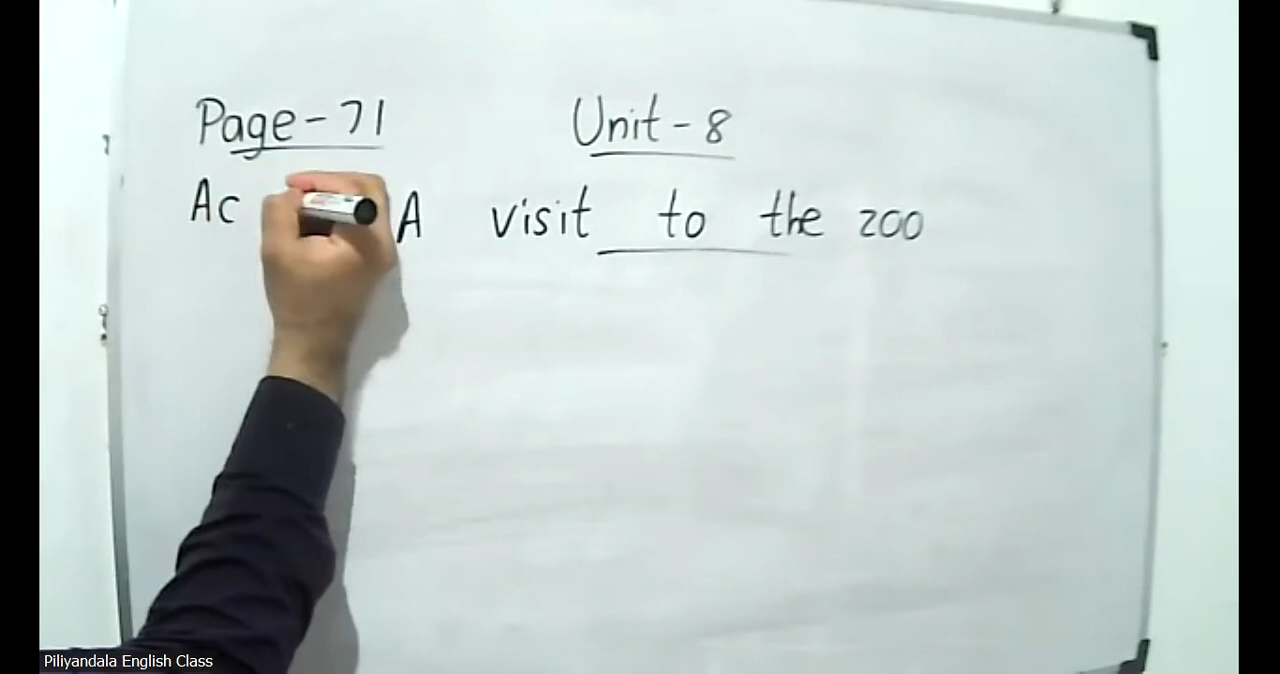 Page - 71 Unit - 8
Ac A visit to the zoo
Piliyandala English Class